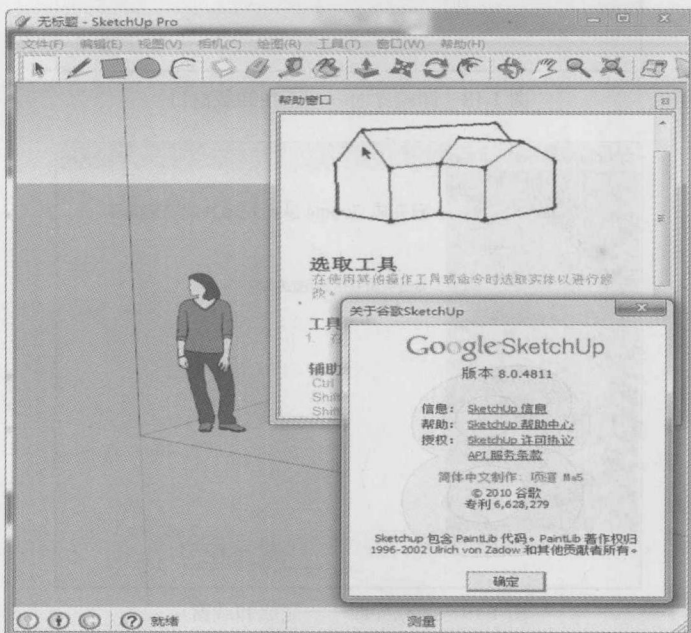 无标题 - SketchUp Pro
文件(F) 编辑(E) 视图(V) 相机(C) 绘图(R) 工具(T) 窗口(W) 帮助(H)
帮助窗口
选取工具
在使用其他操作工具或命令时选取实体以进行修
改。
工具
1. 在
辅助
Ctrl
Shift
Shift
关于谷歌SketchUp
Google SketchUp
版本 8.0.4811
信息: SketchUp 信息
帮助: SketchUp 帮助中心
授权: SketchUp 许可协议
API 服务条款
简体中文制作:
© 2010 谷歌
专利 6,628,279
Sketchup 包含 PaintLib 代码。PaintLib 著作权归
1996-2002 Ulrich von Zadow 和其他贡献者所有。
确定
就绪
测量